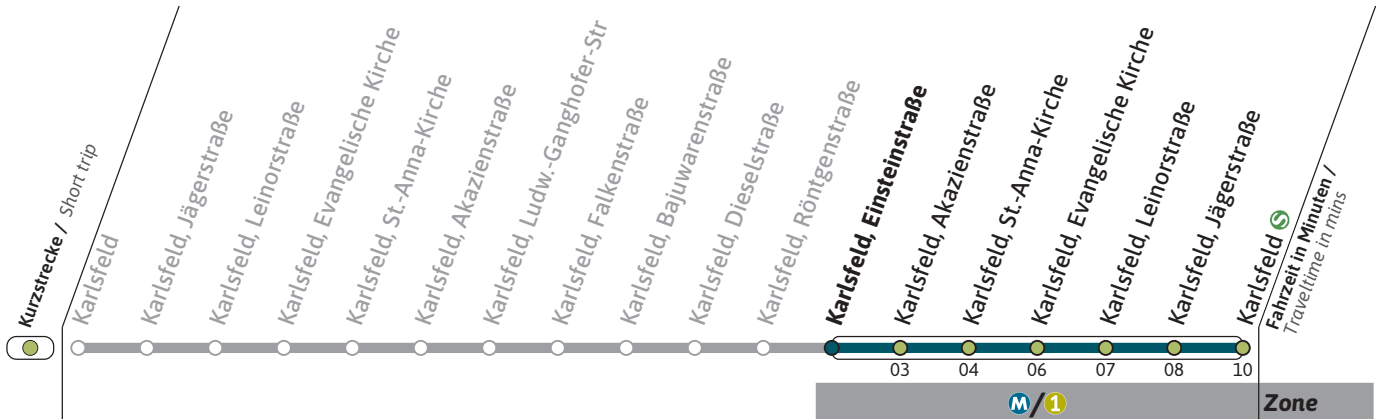 Kurzstrecke / Short trip
Karlsfeld
Karlsfeld, Jägerstraße
Karlsfeld, Leinorstraße
Karlsfeld, Evangelische Kirche
Karlsfeld, St.-Anna-Kirche
Karlsfeld, Akazienstraße
Karlsfeld, Ludw.-Ganghofer-Str
Karlsfeld, Falkenstraße
Karlsfeld, Bajuwarenstraße
Karlsfeld, Dieselstraße
Karlsfeld, Röntgenstraße
Karlsfeld, Einsteinstraße
Karlsfeld, Akazienstraße
Karlsfeld, St.-Anna-Kirche
Karlsfeld, Evangelische Kirche
Karlsfeld, Leinorstraße
Karlsfeld, Jägerstraße
Karlsfeld S
Fahrzeit in Minuten /
Traveltime in mins
03 04 06 07 08 10
M/1 Zone